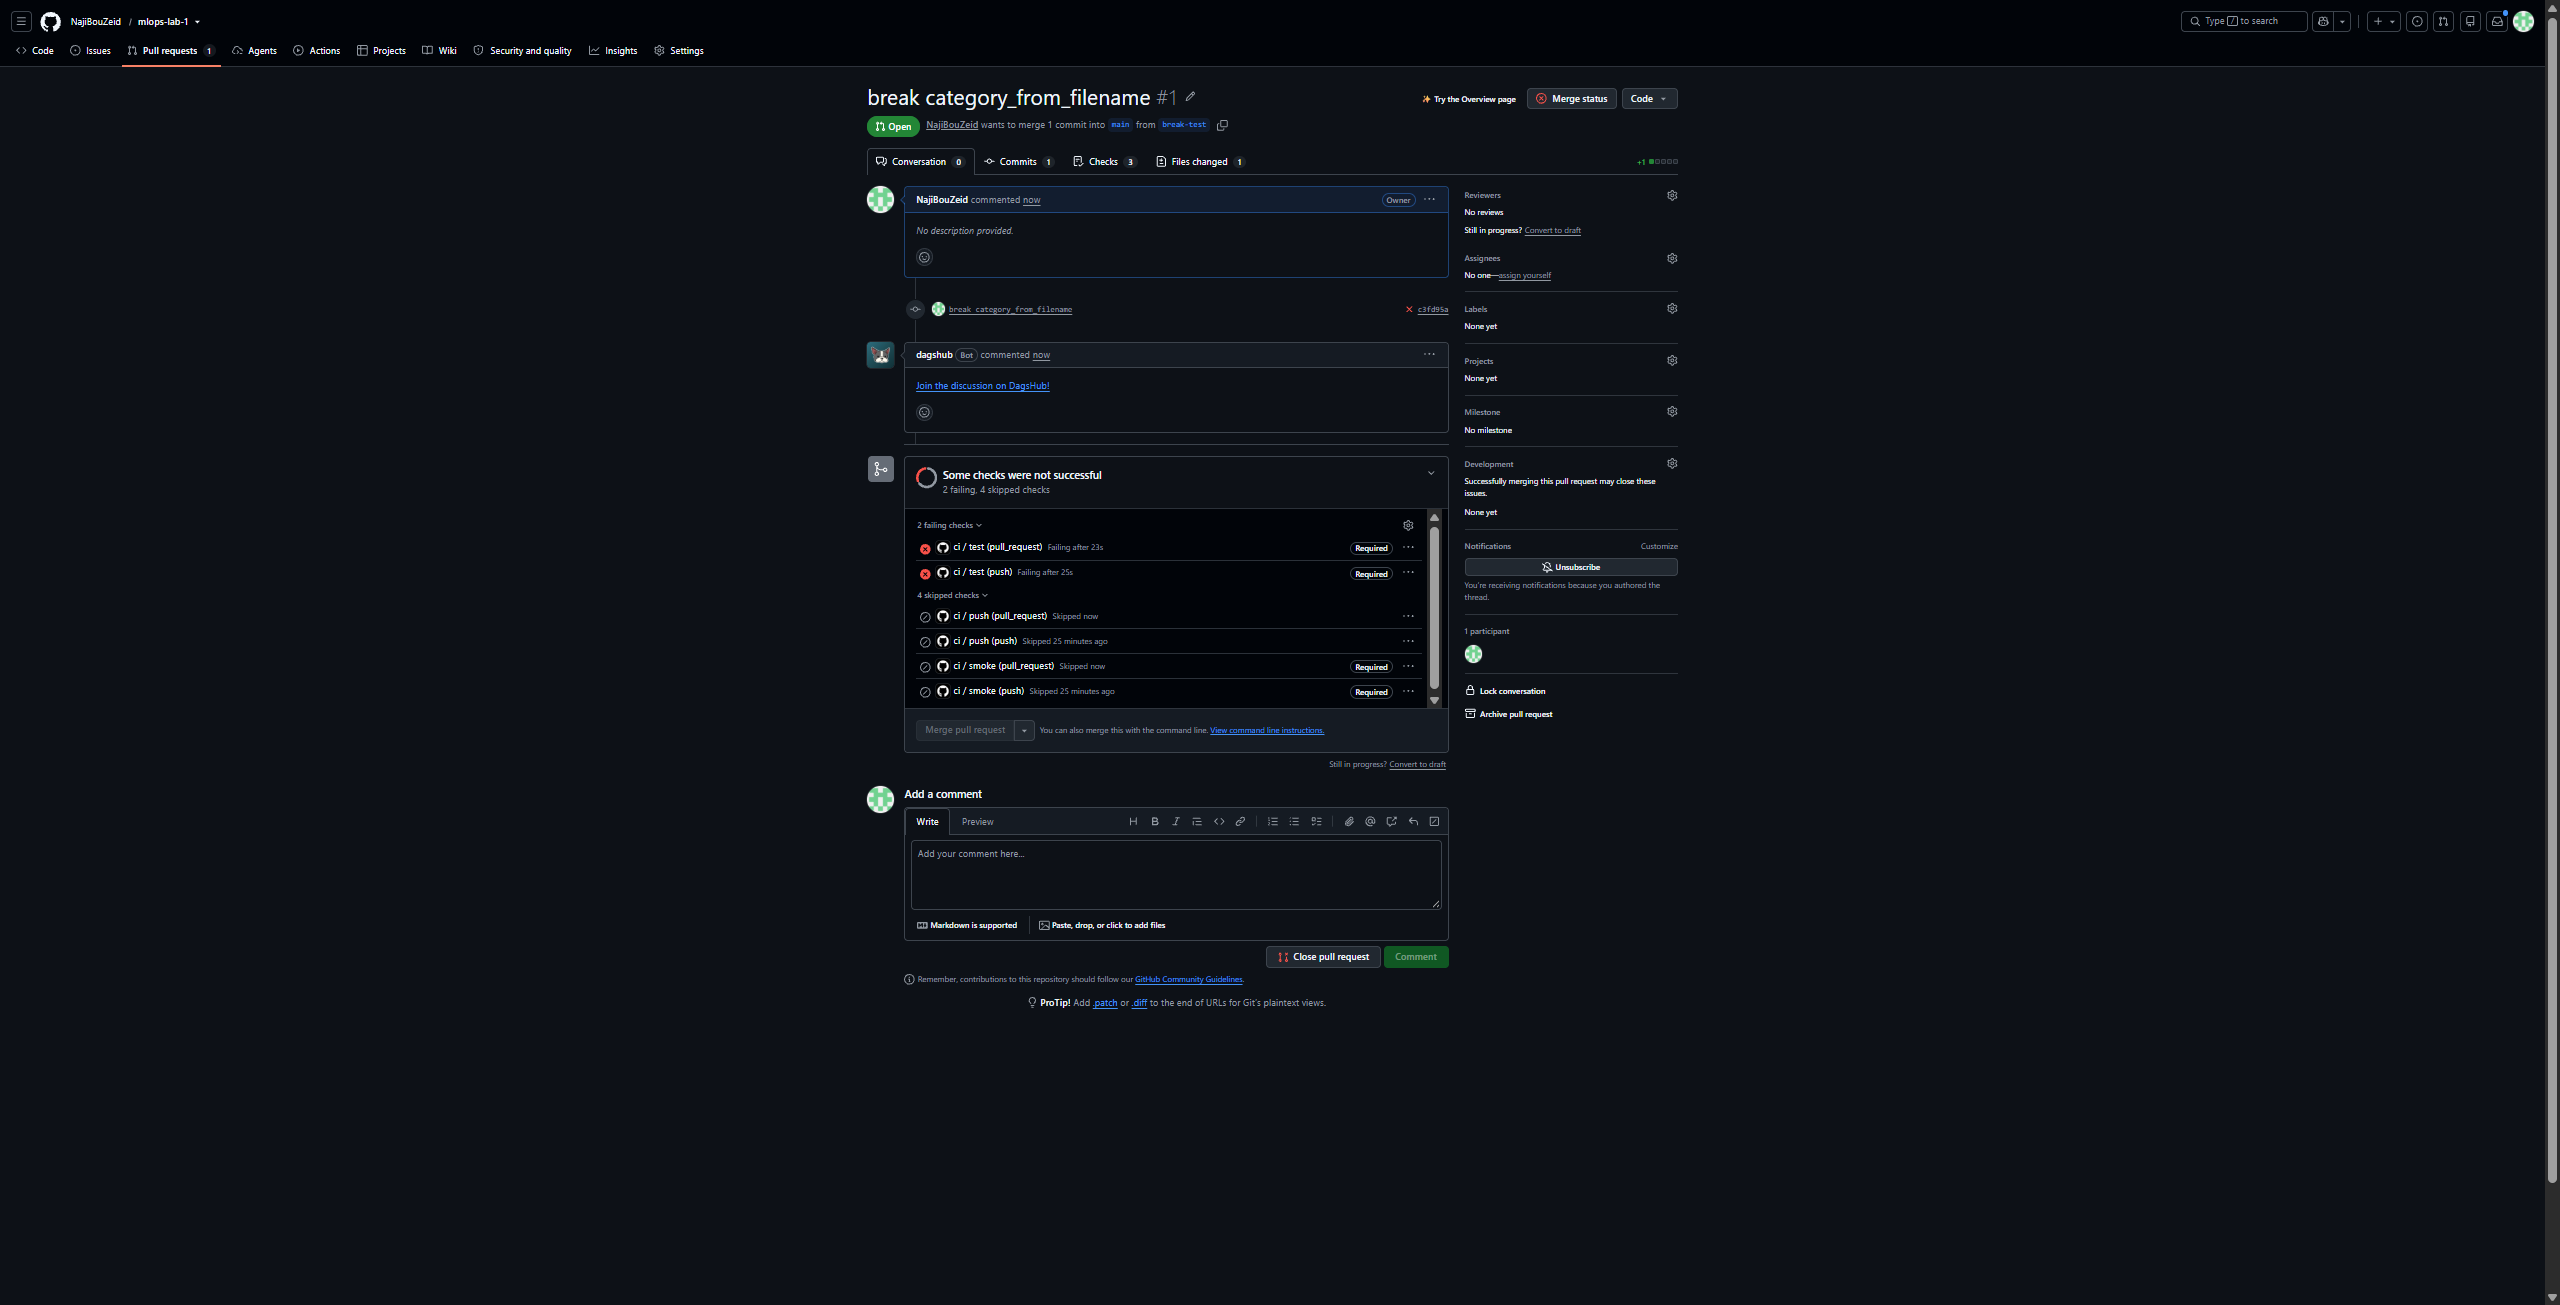 NajiBouZeid / mlops-lab-1
Type / to search
Code Issues Pull requests 1 Agents Actions Projects Wiki Security and quality Insights Settings
break category_from_filename #1
Try the Overview page Merge status Code
Open NajiBouZeid wants to merge 1 commit into main from break-test
Conversation 0 Commits 1 Checks 3 Files changed 1
+1
NajiBouZeid commented now Owner
No description provided.
break category_from_filename c3fd95a
dagshub Bot commented now
Join the discussion on DagsHub!
Some checks were not successful
2 failing, 4 skipped checks
2 failing checks
ci / test (pull_request) Failing after 23s Required
ci / test (push) Failing after 25s Required
4 skipped checks
ci / push (pull_request) Skipped now
ci / push (push) Skipped 25 minutes ago
ci / smoke (pull_request) Skipped now Required
ci / smoke (push) Skipped 25 minutes ago Required
Merge pull request You can also merge this with the command line. View command line instructions.
Still in progress? Convert to draft
Add a comment
Write Preview
Add your comment here...
Markdown is supported Paste, drop, or click to add files
Close pull request Comment
Remember, contributions to this repository should follow our GitHub Community Guidelines.
ProTip! Add .patch or .diff to the end of URLs for Git's plaintext views.
Reviewers
No reviews
Still in progress? Convert to draft
Assignees
No one—assign yourself
Labels
None yet
Projects
None yet
Milestone
No milestone
Development
Successfully merging this pull request may close these
issues.
None yet
Notifications Customize
Unsubscribe
You're receiving notifications because you authored the
thread.
1 participant
Lock conversation
Archive pull request